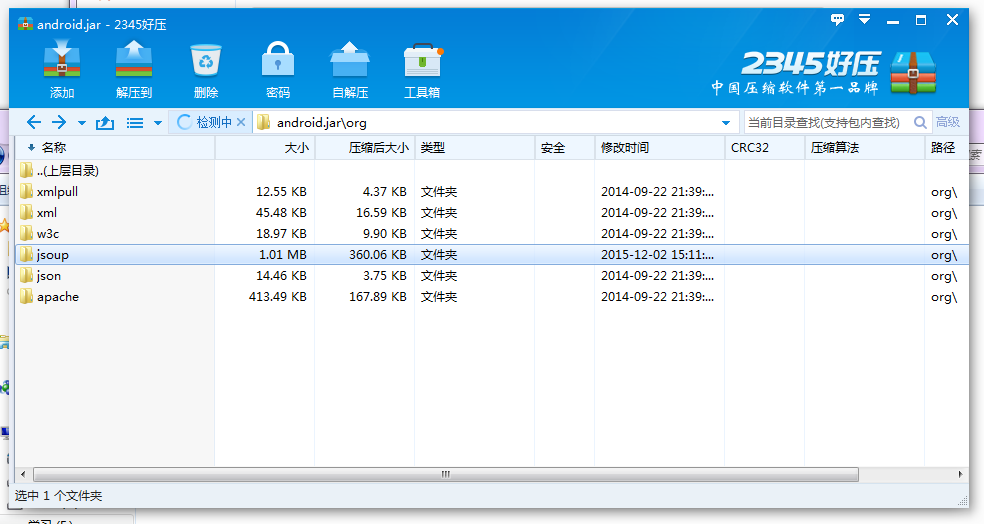 android.jar - 2345好压
添加 解压到 删除 密码 自解压 工具箱
2345好压
中国压缩软件第一品牌
检测中 android.jar\org 当前目录查找(支持包内查找) 高级
名称 大小 压缩后大小 类型 安全 修改时间 CRC32 压缩算法 路径
..(上层目录)
xmlpull 12.55 KB 4.37 KB 文件夹 2014-09-22 21:39:... org\
xml 45.48 KB 16.59 KB 文件夹 2014-09-22 21:39:... org\
w3c 18.97 KB 9.90 KB 文件夹 2014-09-22 21:39:... org\
jsoup 1.01 MB 360.06 KB 文件夹 2015-12-02 15:11:... org\
json 14.46 KB 3.75 KB 文件夹 2014-09-22 21:39:... org\
apache 413.49 KB 167.89 KB 文件夹 2014-09-22 21:39:... org\
选中 1 个文件夹